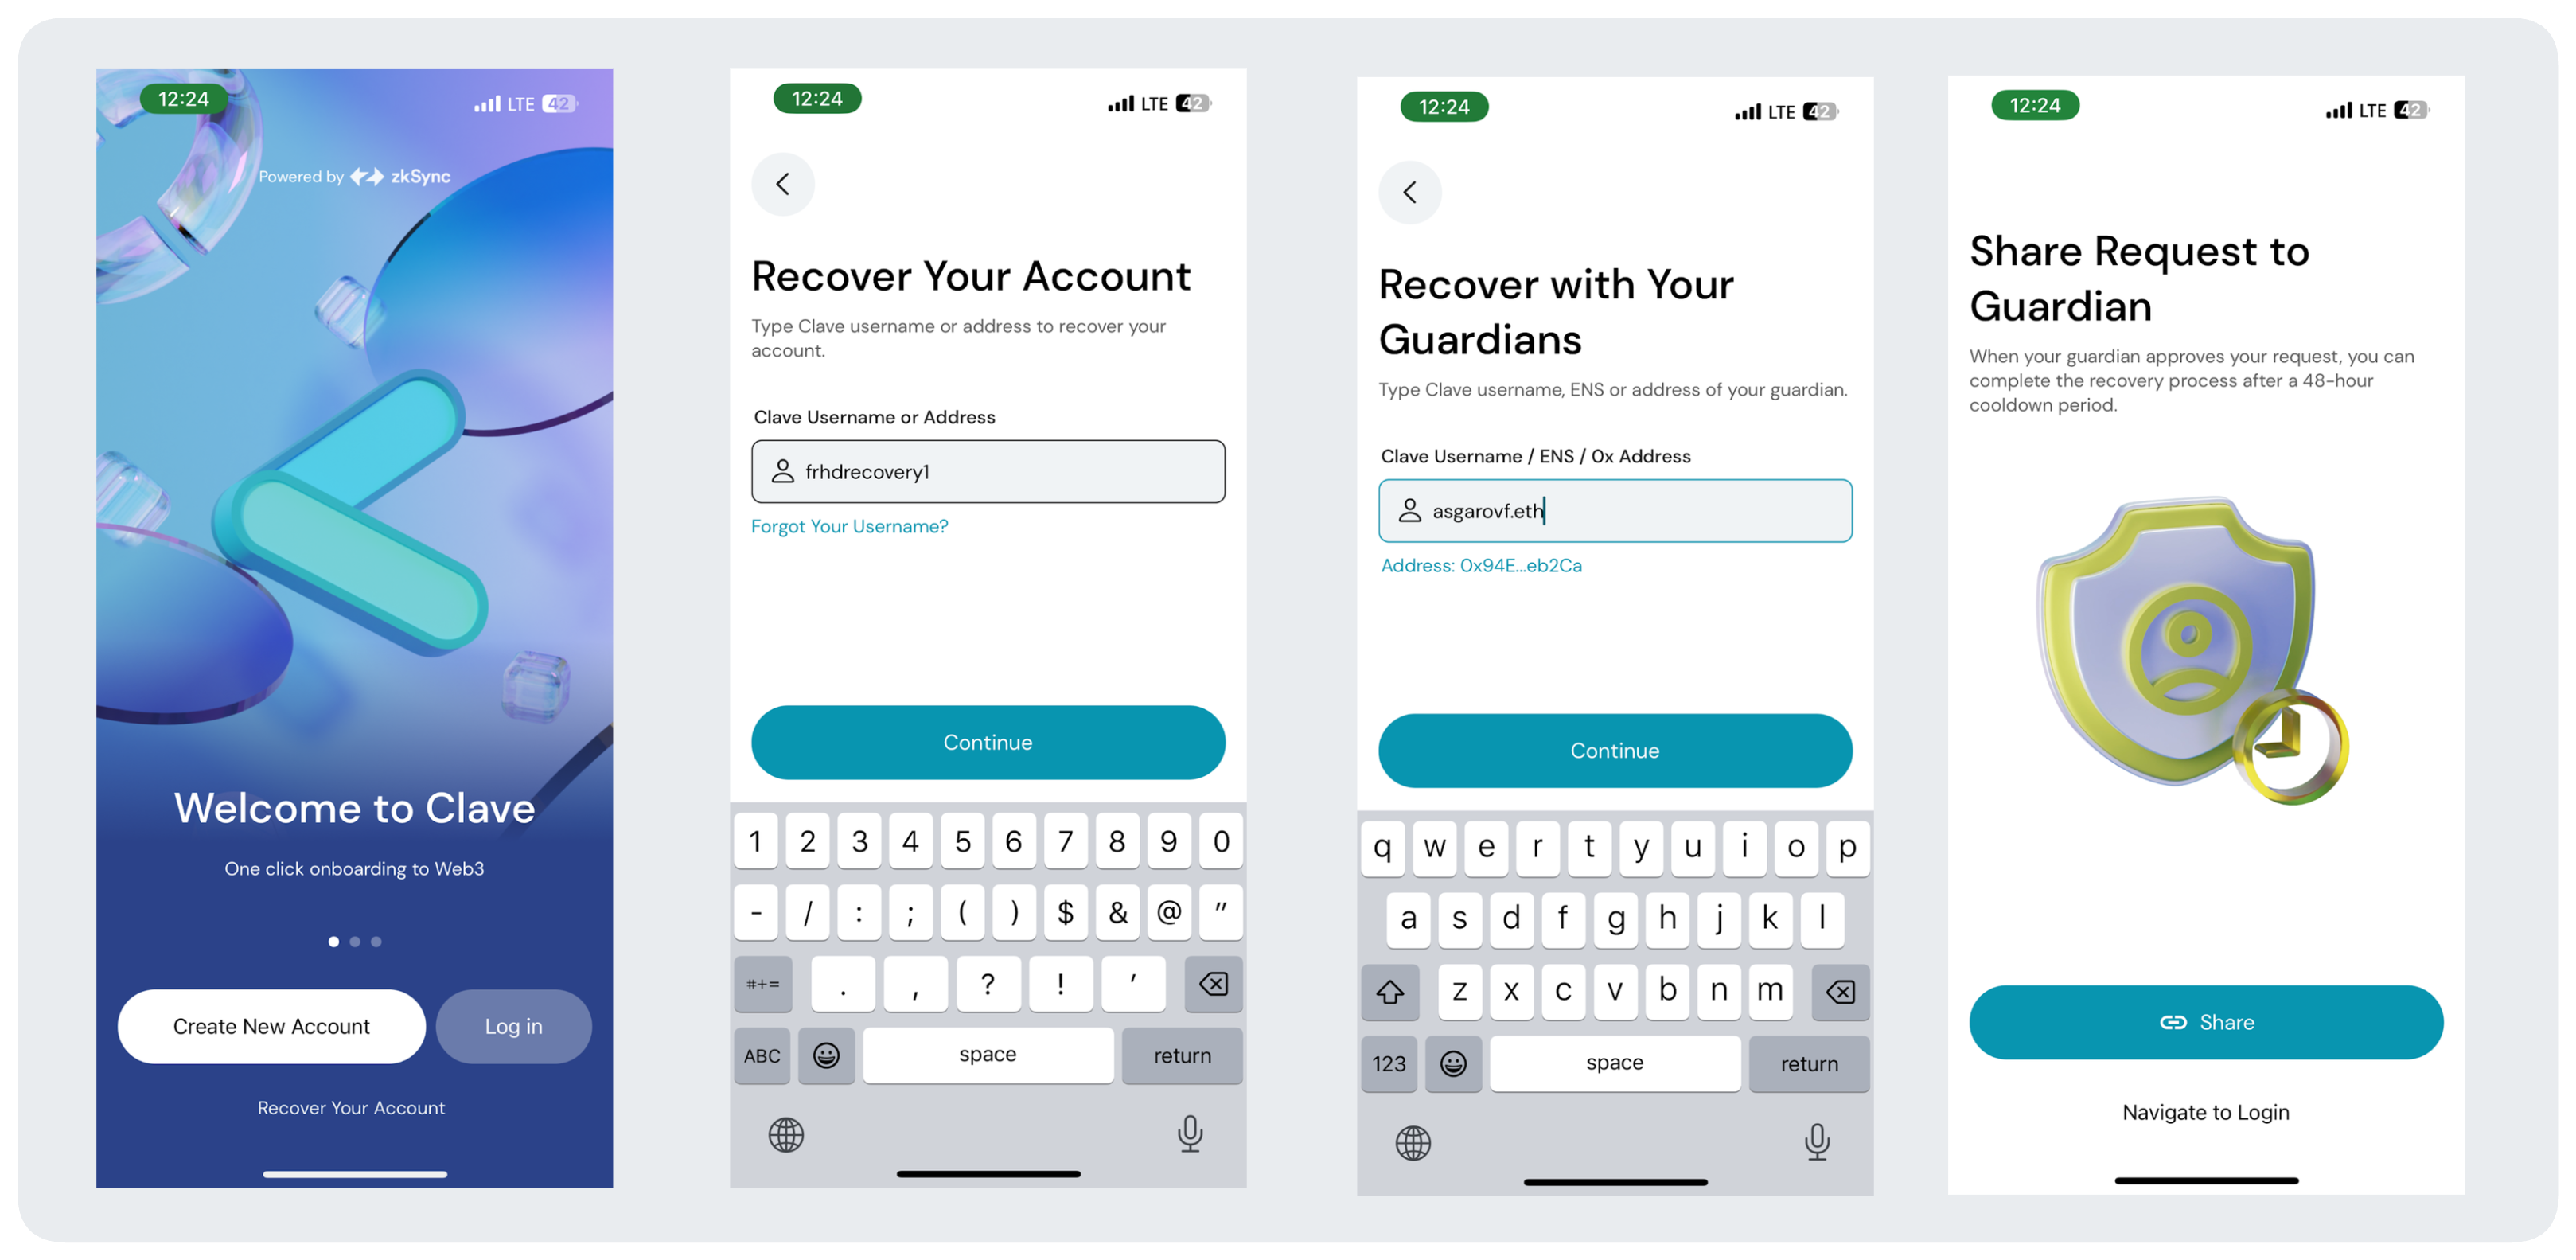 12:24
LTE 42
Powered by zkSync
Welcome to Clave
One click onboarding to Web3
Create New Account
Log in
Recover Your Account
12:24
LTE 42
Recover Your Account
Type Clave username or address to recover your
account.
Clave Username or Address
frhdrecovery1
Forgot Your Username?
Continue
1 2 3 4 5 6 7 8 9 0
- / : ; ( ) $ & @ "
#+= . , ? ! '
ABC space return
12:24
LTE 42
Recover with Your
Guardians
Type Clave username, ENS or address of your guardian.
Clave Username / ENS / 0x Address
asgarovf.eth
Address: 0x94E...eb2Ca
Continue
q w e r t y u i o p
a s d f g h j k l
z x c v b n m
123 space return
12:24
LTE 42
Share Request to
Guardian
When your guardian approves your request, you can
complete the recovery process after a 48-hour
cooldown period.
Share
Navigate to Login